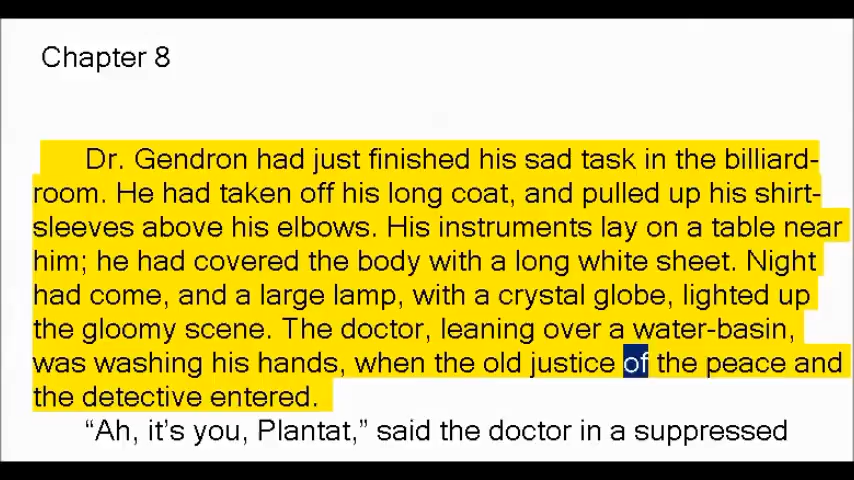 Chapter 8
Dr. Gendron had just finished his sad task in the billiard-
room. He had taken off his long coat, and pulled up his shirt-
sleeves above his elbows. His instruments lay on a table near
him; he had covered the body with a long white sheet. Night
had come, and a large lamp, with a crystal globe, lighted up
the gloomy scene. The doctor, leaning over a water-basin,
was washing his hands, when the old justice of the peace and
the detective entered.
“Ah, it’s you, Plantat,” said the doctor in a suppressed